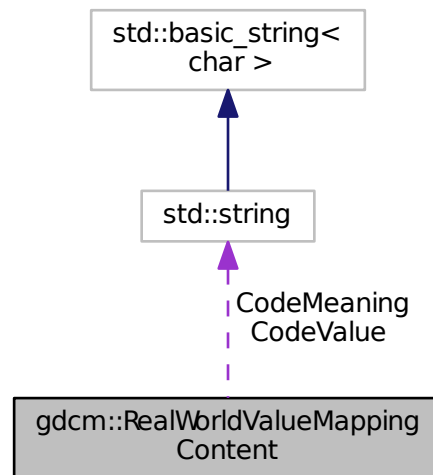 std::basic_string<
char >
std::string
CodeMeaning
CodeValue
gdcm::RealWorldValueMapping
Content